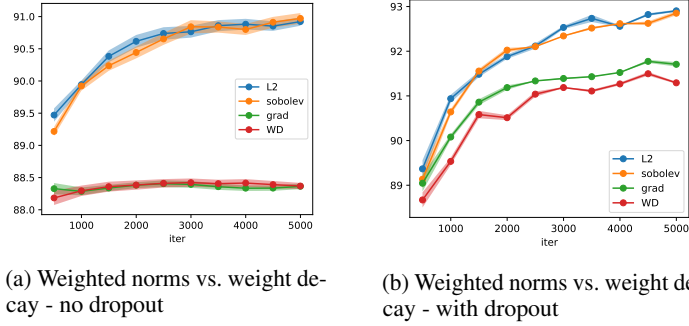 91.0
90.5
90.0
89.5
89.0
88.5
88.0
L2
sobolev
grad
WD
1000 2000 3000 4000 5000
iter
(a) Weighted norms vs. weight de-
cay - no dropout
93
92
91
90
89
L2
sobolev
grad
WD
1000 2000 3000 4000 5000
iter
(b) Weighted norms vs. weight de
cay - with dropout